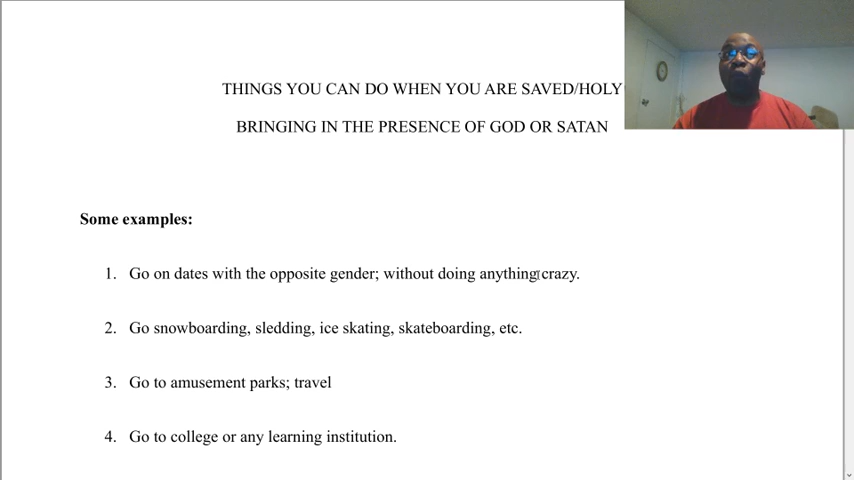 THINGS YOU CAN DO WHEN YOU ARE SAVED/HOLY
BRINGING IN THE PRESENCE OF GOD OR SATAN
Some examples:
1. Go on dates with the opposite gender; without doing anything crazy.
2. Go snowboarding, sledding, ice skating, skateboarding, etc.
3. Go to amusement parks; travel
4. Go to college or any learning institution.